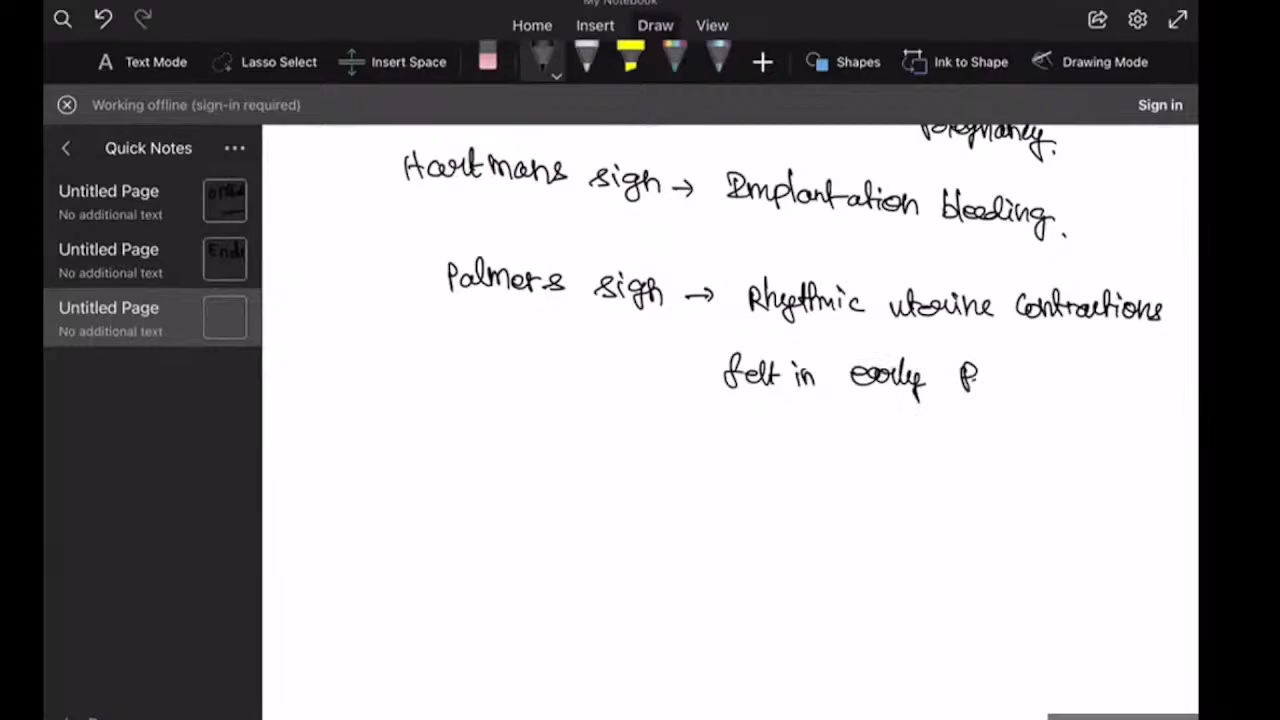 My Notebook
Home Insert Draw View
A Text Mode Lasso Select Insert Space Shapes Ink to Shape Drawing Mode
Working offline (sign-in required) Sign in
Quick Notes
Untitled Page
No additional text
Untitled Page
No additional text
Untitled Page
No additional text
pregnancy.
Hartmans sign → Implantation bleeding.
Palmers sign → Rhythmic uterine contractions
felt in early P